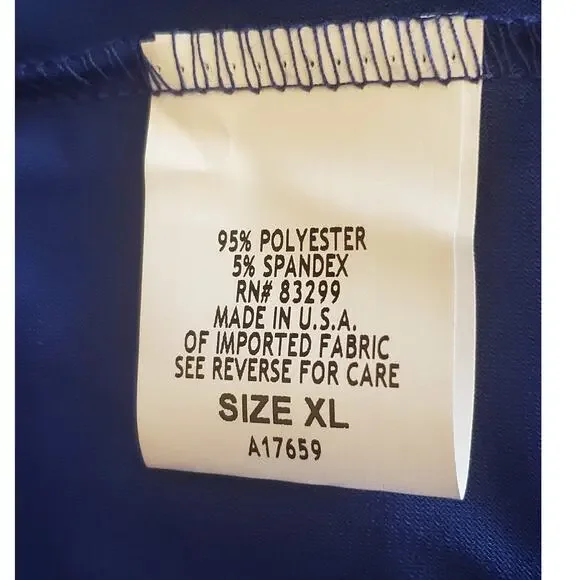 95% POLYESTER
5% SPANDEX
RN# 83299
MADE IN U.S.A.
OF IMPORTED FABRIC
SEE REVERSE FOR CARE
SIZE XL
A17659